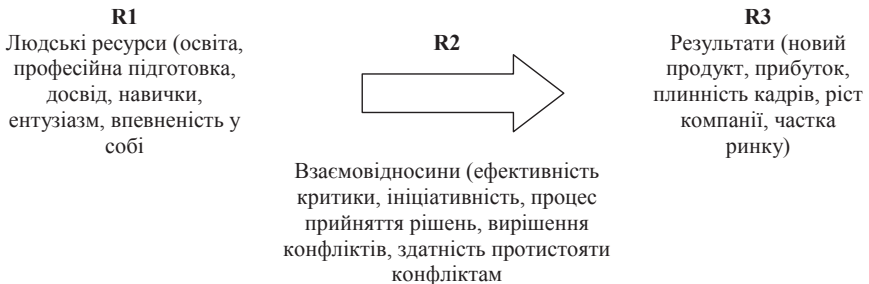 R1
Людські ресурси (освіта,
професійна підготовка,
досвід, навички,
ентузіазм, впевненість у
собі
R2
Взаємовідносини (ефективність
критики, ініціативність, процес
прийняття рішень, вирішення
конфліктів, здатність протистояти
конфліктам
R3
Результати (новий
продукт, прибуток,
плинність кадрів, ріст
компанії, частка
ринку)